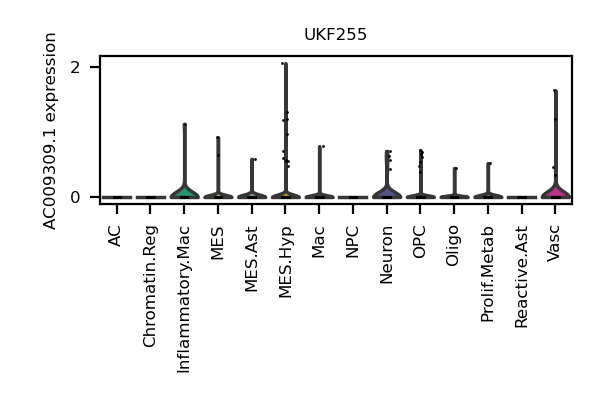 UKF255
AC009309.1 expression
2
0
AC
Chromatin.Reg
Inflammatory.Mac
MES
MES.Ast
MES.Hyp
Mac
NPC
Neuron
OPC
Oligo
Prolif.Metab
Reactive.Ast
Vasc